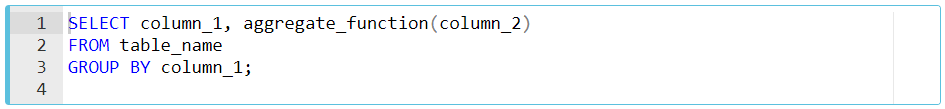 1 SELECT column_1, aggregate_function(column_2)
2 FROM table_name
3 GROUP BY column_1;
4